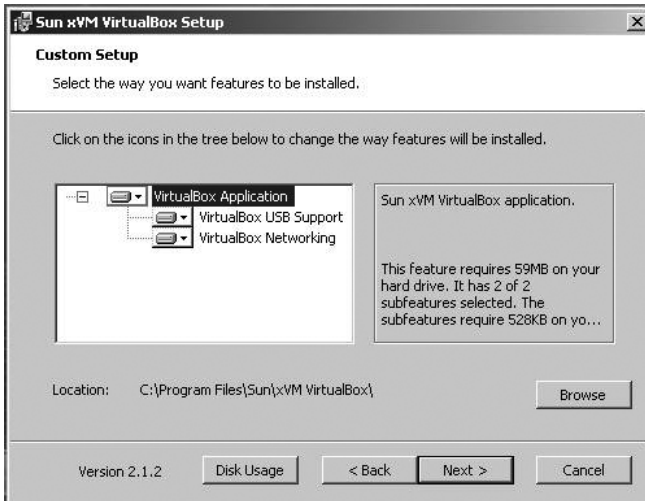 Sun xVM VirtualBox Setup
Custom Setup
Select the way you want features to be installed.
Click on the icons in the tree below to change the way features will be installed.
VirtualBox Application
VirtualBox USB Support
VirtualBox Networking
Sun xVM VirtualBox application.
This feature requires 59MB on your
hard drive. It has 2 of 2
subfeatures selected. The
subfeatures require 528KB on yo...
Location: C:\Program Files\Sun\xVM VirtualBox\
Browse
Version 2.1.2 Disk Usage < Back Next > Cancel